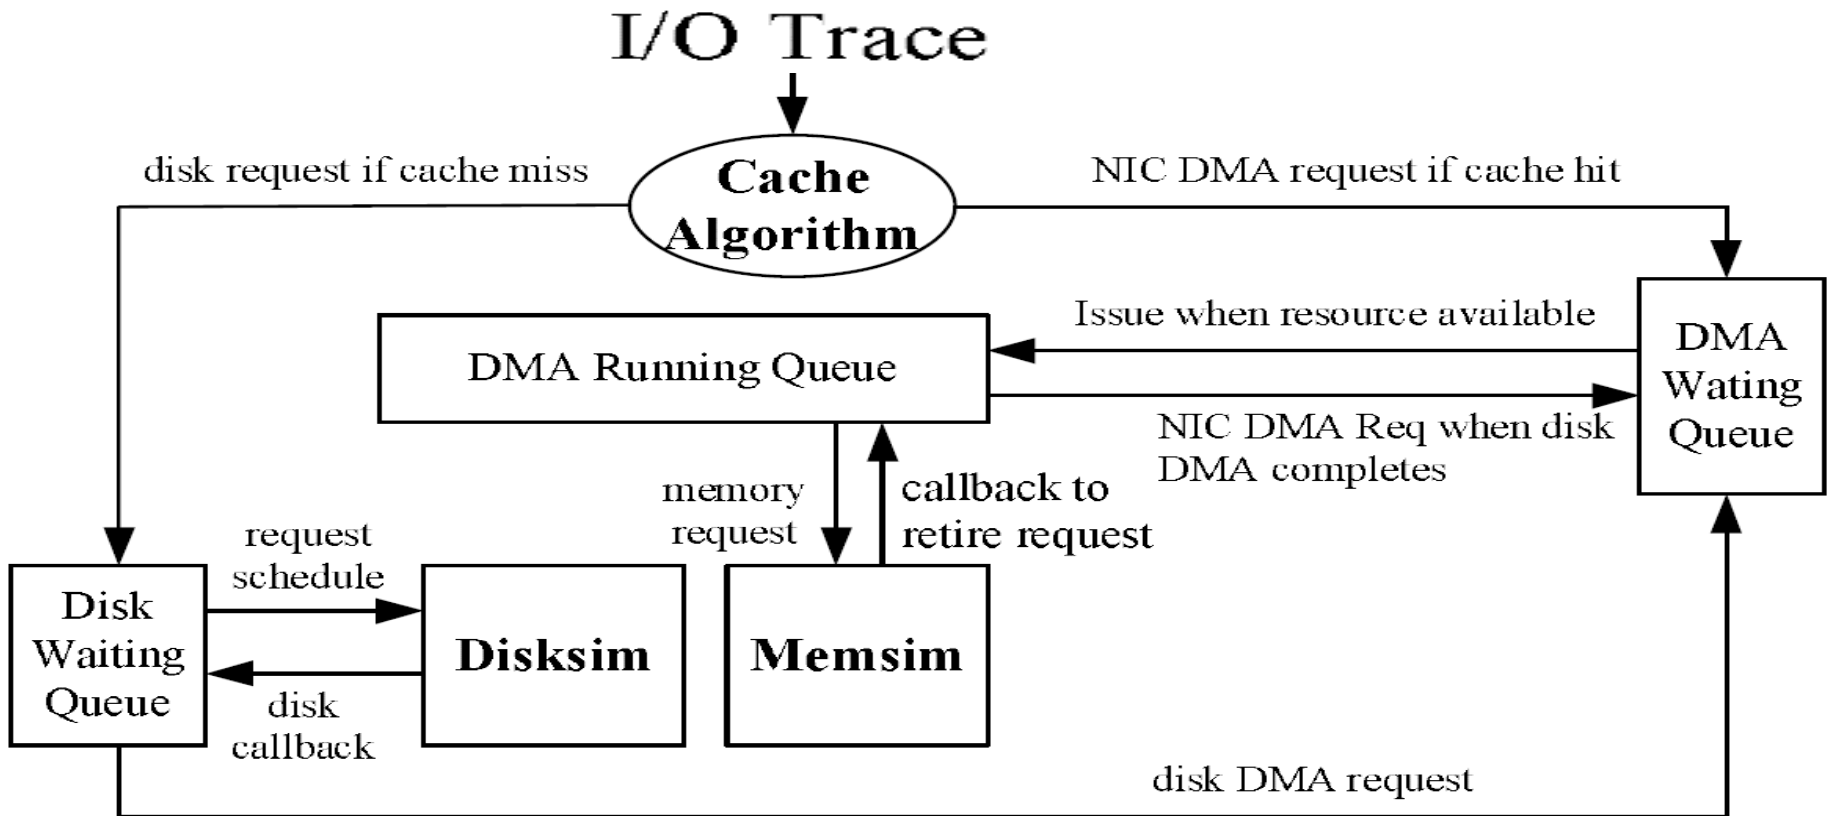 I/O Trace
disk request if cache miss
Cache
Algorithm
NIC DMA request if cache hit
Issue when resource available
DMA
Wating
Queue
DMA Running Queue
NIC DMA Req when disk
DMA completes
memory
request
callback to
retire request
request
schedule
Disk
Waiting
Queue
Disksim
Memsim
disk
callback
disk DMA request